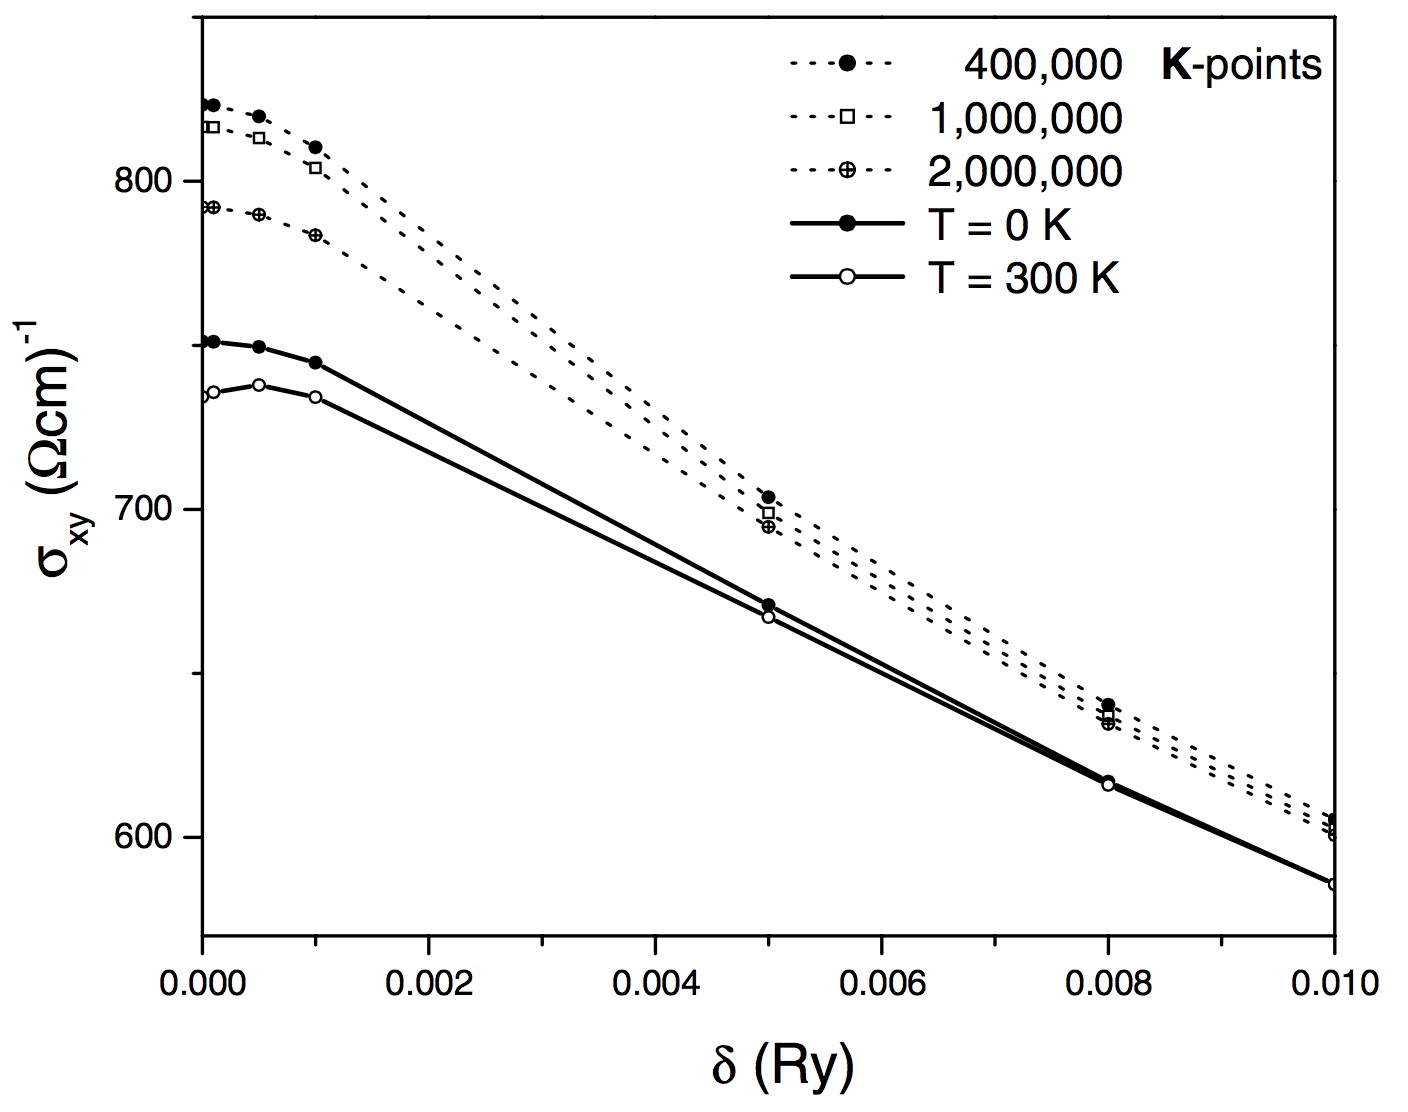 400,000 K-points
1,000,000
2,000,000
T = 0 K
T = 300 K
800
700
600
σxy (Ωcm)-1
0.000 0.002 0.004 0.006 0.008 0.010
δ (Ry)